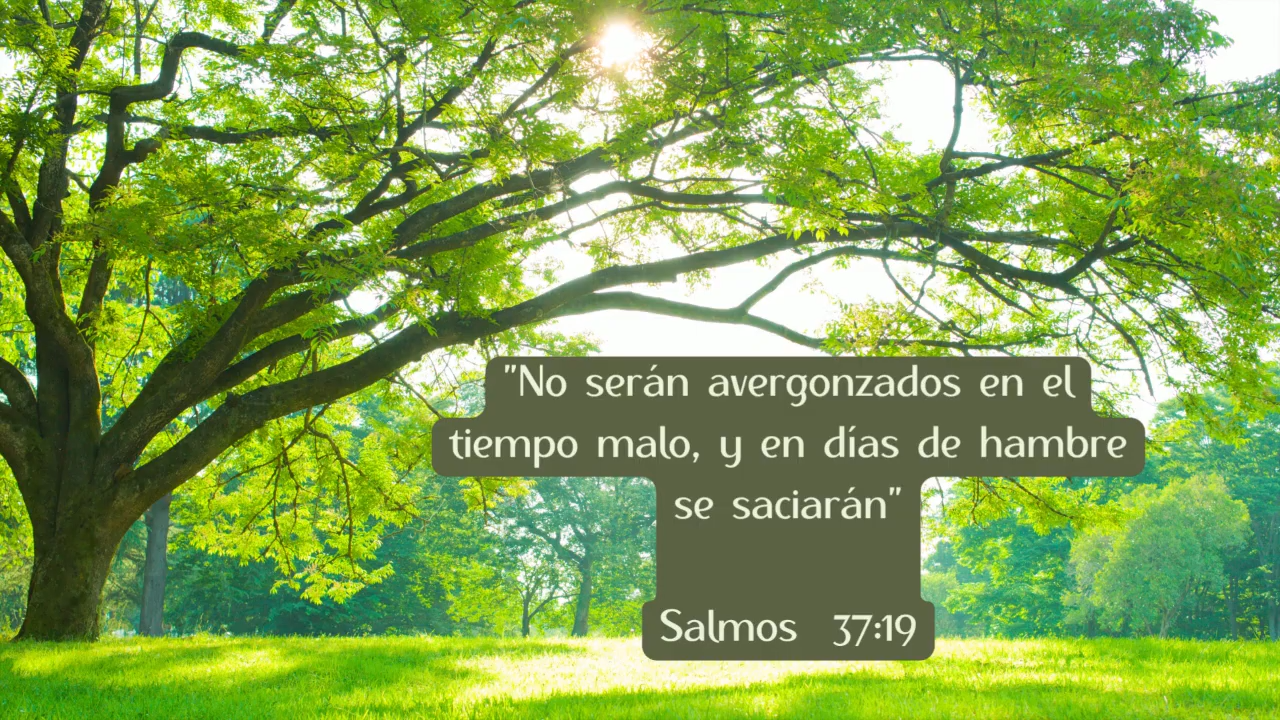 "No serán avergonzados en el
tiempo malo, y en días de hambre
se saciarán"
Salmos 37:19